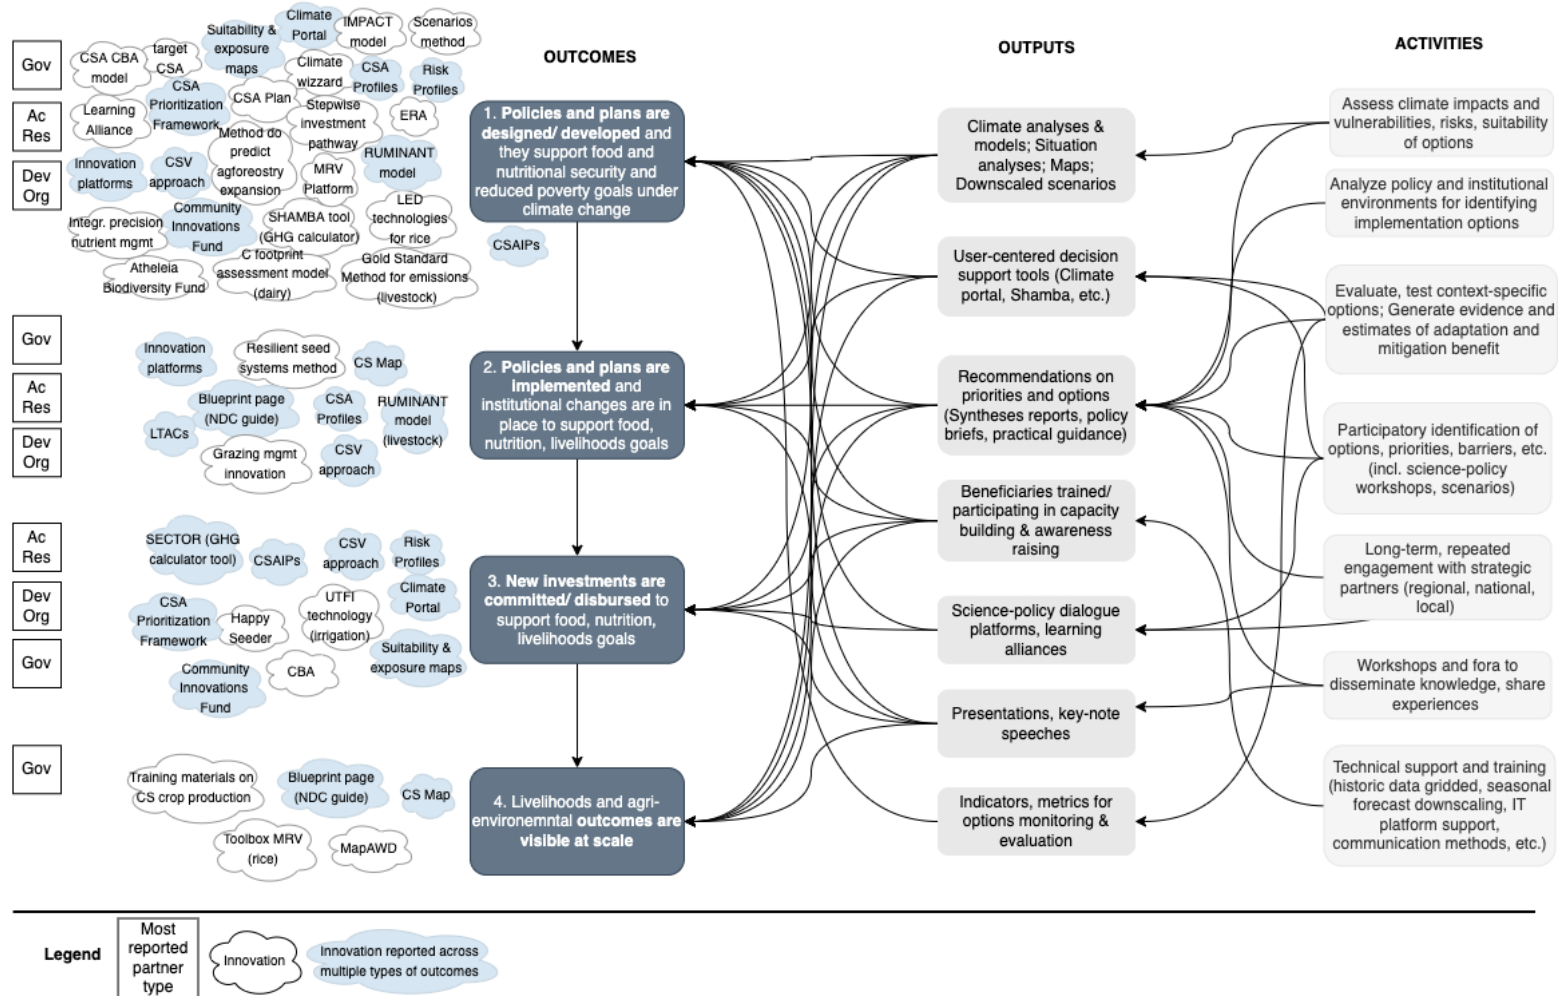 OUTCOMES
OUTPUTS
ACTIVITIES
Gov
Ac
Res
Dev
Org
CSA CBA
model
target
CSA
Suitability &
exposure
maps
Climate
Portal
IMPACT
model
Scenarios
method
Climate
wizzard
CSA
Profiles
Risk
Profiles
Learning
Alliance
CSA
Prioritization
Framework
CSA Plan
Stepwise
investment
pathway
ERA
Innovation
platforms
CSV
approach
Method do
predict
agforeostry
expansion
MRV
Platform
RUMINANT
model
Integr. precision
nutrient mgmt
Community
Innovations
Fund
SHAMBA tool
(GHG calculator)
LED
technologies
for rice
Atheleia
Biodiversity Fund
C footprint
assessment model
(dairy)
Gold Standard
Method for emissions
(livestock)
CSAIPs
1. Policies and plans are
designed/ developed and
they support food and
nutritional security and
reduced poverty goals under
climate change
Gov
Ac
Res
Dev
Org
Innovation
platforms
Resilient seed
systems method
CS Map
Blueprint page
(NDC guide)
CSA
Profiles
RUMINANT
model
(livestock)
LTACs
Grazing mgmt
innovation
CSV
approach
2. Policies and plans are
implemented and
institutional changes are in
place to support food,
nutrition, livelihoods goals
Ac
Res
Dev
Org
Gov
SECTOR (GHG
calculator tool)
CSAIPs
CSV
approach
Risk
Profiles
CSA
Prioritization
Framework
Happy
Seeder
UTFI
technology
(irrigation)
Climate
Portal
Community
Innovations
Fund
CBA
Suitability &
exposure maps
3. New investments are
committed/ disbursed to
support food, nutrition,
livelihoods goals
Gov
Training materials on
CS crop production
Blueprint page
(NDC guide)
CS Map
Toolbox MRV
(rice)
MapAWD
4. Livelihoods and agri-
environemntal outcomes are
visible at scale
Climate analyses &
models; Situation
analyses; Maps;
Downscaled scenarios
User-centered decision
support tools (Climate
portal, Shamba, etc.)
Recommendations on
priorities and options
(Syntheses reports, policy
briefs, practical guidance)
Beneficiaries trained/
participating in capacity
building & awareness
raising
Science-policy dialogue
platforms, learning
alliances
Presentations, key-note
speeches
Indicators, metrics for
options monitoring &
evaluation
Assess climate impacts and
vulnerabilities, risks, suitability
of options
Analyze policy and institutional
environments for identifying
implementation options
Evaluate, test context-specific
options; Generate evidence and
estimates of adaptation and
mitigation benefit
Participatory identification of
options, priorities, barriers, etc.
(incl. science-policy
workshops, scenarios)
Long-term, repeated
engagement with strategic
partners (regional, national,
local)
Workshops and fora to
disseminate knowledge, share
experiences
Technical support and training
(historic data gridded, seasonal
forecast downscaling, IT
platform support,
communication methods, etc.)
Legend
Most
reported
partner
type
Innovation
Innovation reported across
multiple types of outcomes